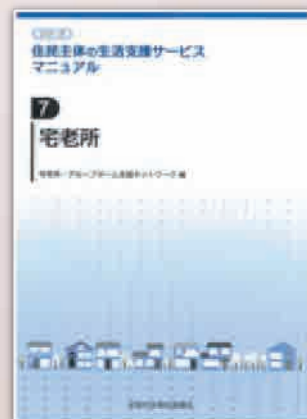 住民主体の生活支援サービス
マニュアル
7
宅老所
宅老所・グループホーム全国ネットワーク 編